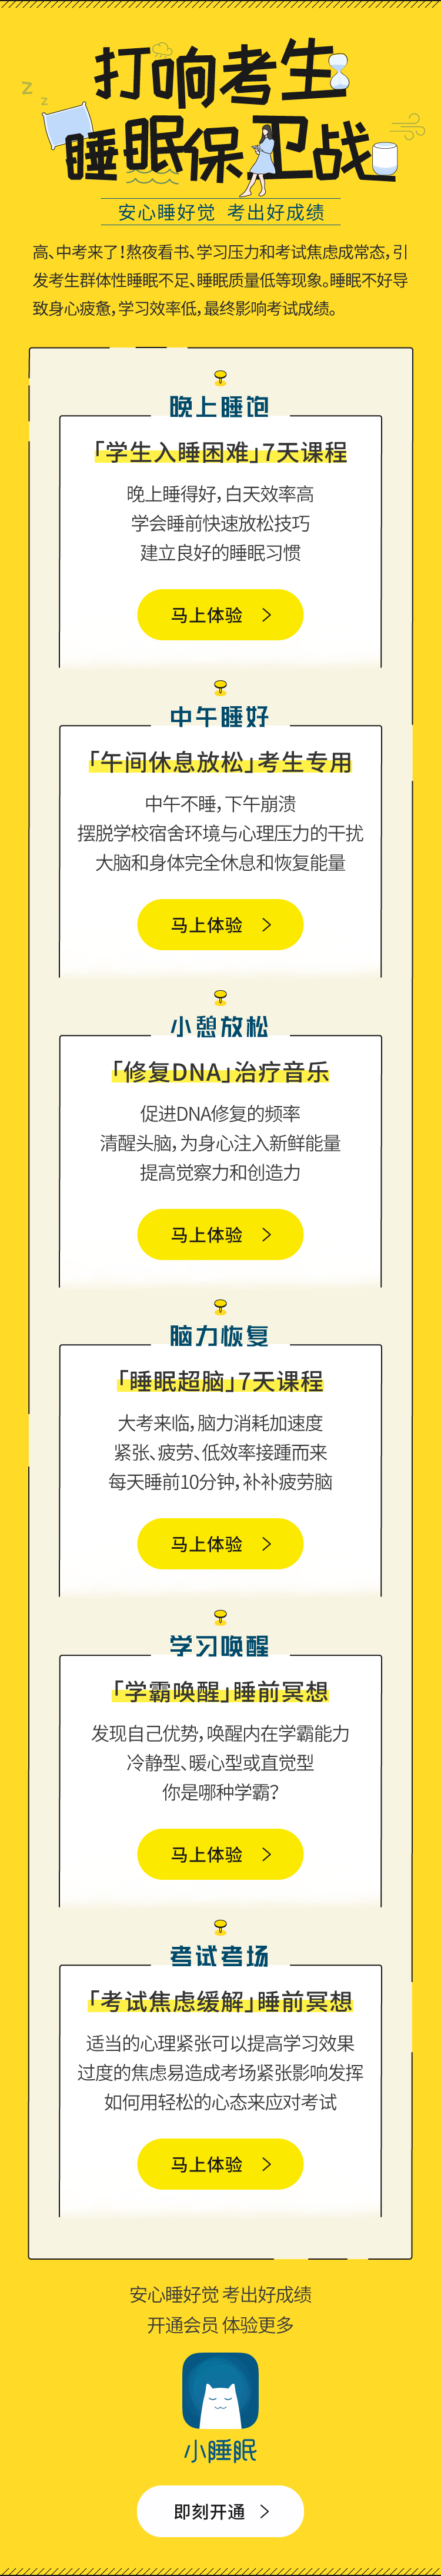 打响考生
睡眠保卫战
Z
z
安心睡好觉 考出好成绩
高、中考来了！熬夜看书、学习压力和考试焦虑成常态，引
发考生群体性睡眠不足、睡眠质量低等现象。睡眠不好导
致身心疲惫，学习效率低，最终影响考试成绩。
晚上睡饱
「学生入睡困难」7天课程
晚上睡得好，白天效率高
学会睡前快速放松技巧
建立良好的睡眠习惯
马上体验 >
中午睡好
「午间休息放松」考生专用
中午不睡，下午崩溃
摆脱学校宿舍环境与心理压力的干扰
大脑和身体完全休息和恢复能量
马上体验 >
小憩放松
「修复DNA」治疗音乐
促进DNA修复的频率
清醒头脑，为身心注入新鲜能量
提高觉察力和创造力
马上体验 >
脑力恢复
「睡眠超脑」7天课程
大考来临，脑力消耗加速度
紧张、疲劳、低效率接踵而来
每天睡前10分钟，补补疲劳脑
马上体验 >
学习唤醒
「学霸唤醒」睡前冥想
发现自己优势，唤醒内在学霸能力
冷静型、暖心型或直觉型
你是哪种学霸？
马上体验 >
考试考场
「考试焦虑缓解」睡前冥想
适当的心理紧张可以提高学习效果
过度的焦虑易造成考场紧张影响发挥
如何用轻松的心态来应对考试
马上体验 >
安心睡好觉 考出好成绩
开通会员 体验更多
小睡眠
即刻开通 >